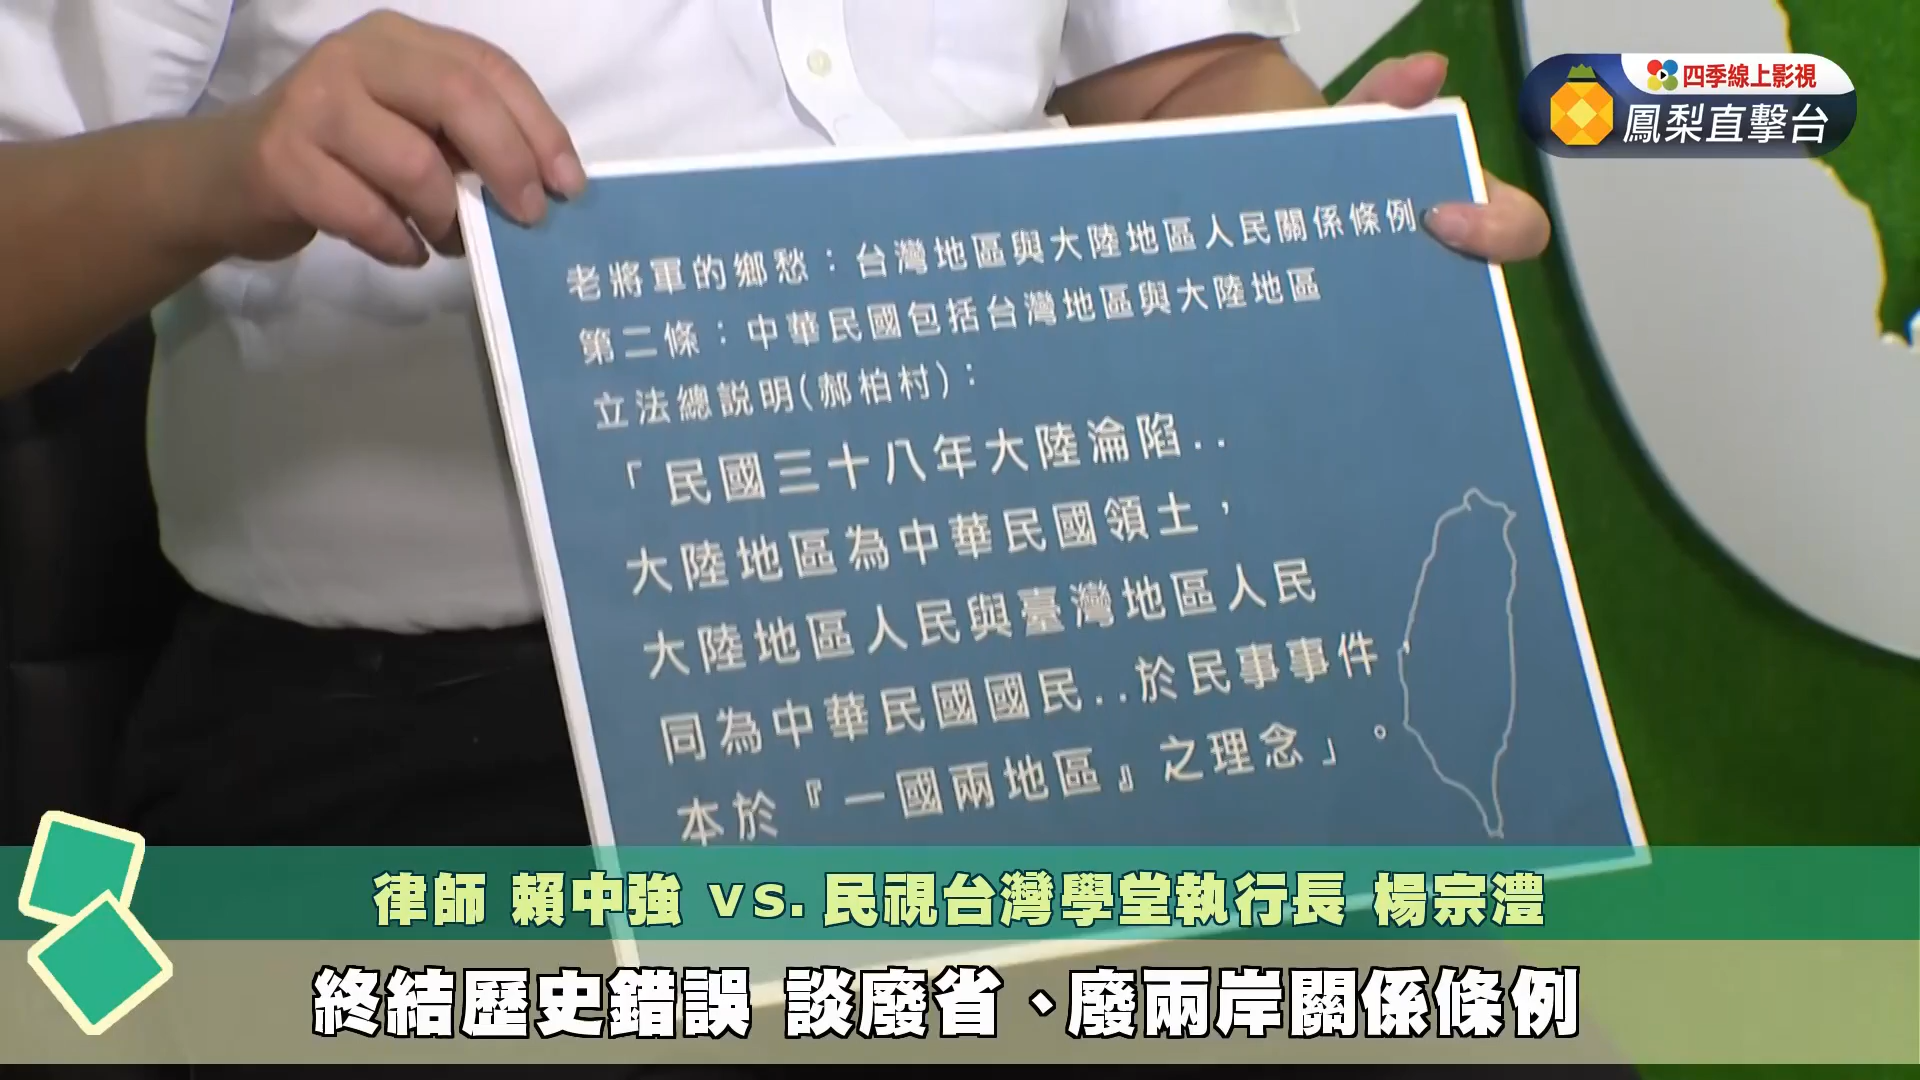 四季線上影視
鳳梨直擊台
老將軍的鄉愁：台灣地區與大陸地區人民關係條例
第二條：中華民國包括台灣地區與大陸地區
立法總說明(郝柏村)：
「民國三十八年大陸淪陷..
大陸地區為中華民國領土，
大陸地區人民與臺灣地區人民
同為中華民國國民..於民事事件
本於『一國兩地區』之理念」。
律師 賴中強 vs. 民視台灣學堂執行長 楊宗澧
終結歷史錯誤 談廢省、廢兩岸關係條例